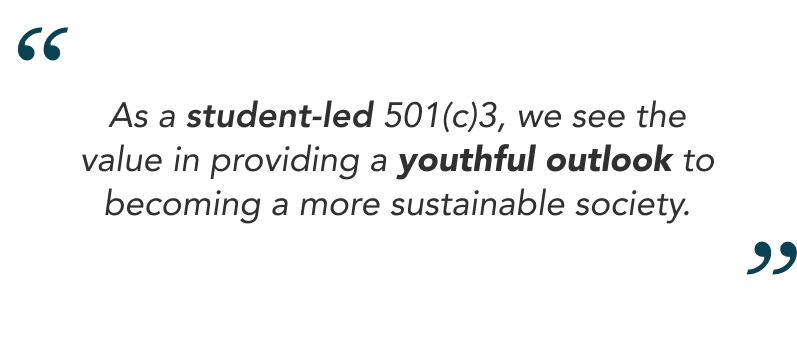 “
As a student-led 501(c)3, we see the
value in providing a youthful outlook to
becoming a more sustainable society.
”